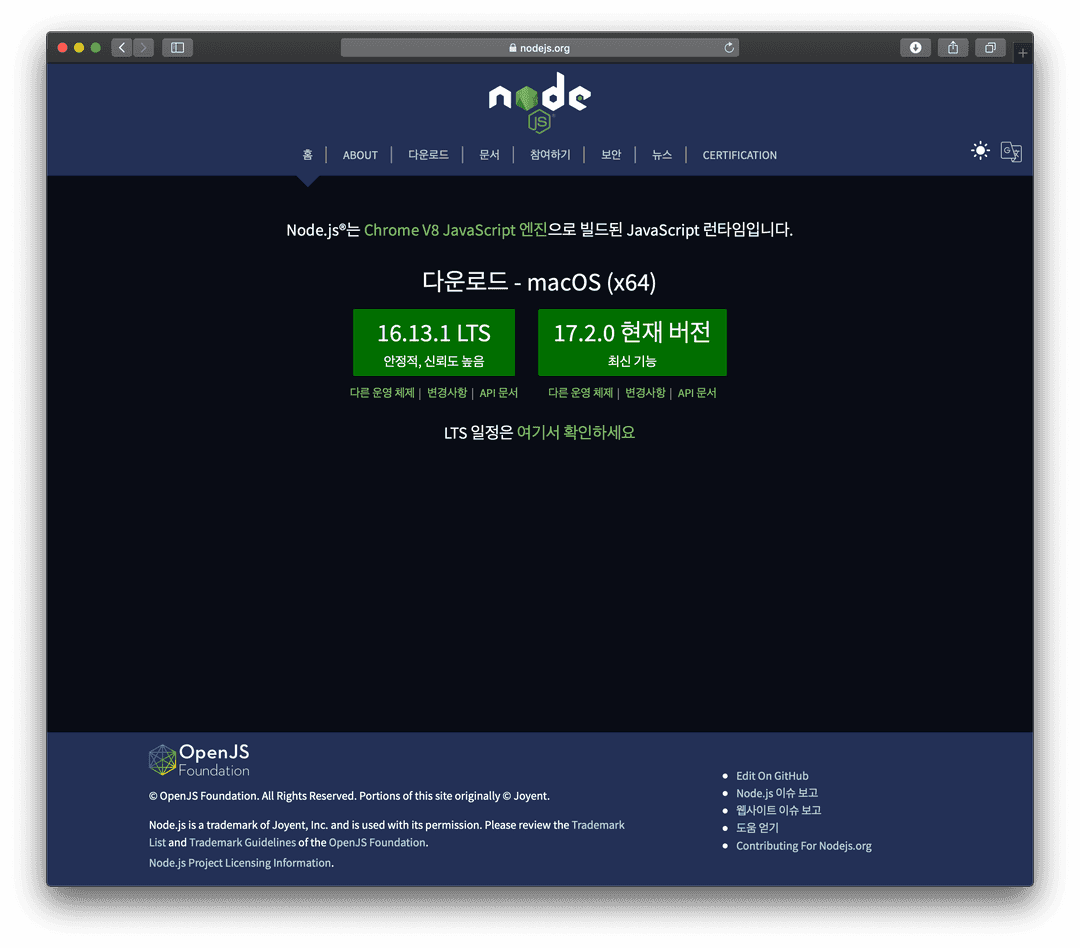 nodejs.org
node
JS
홈 | ABOUT | 다운로드 | 문서 | 참여하기 | 보안 | 뉴스 | CERTIFICATION
Node.js®는 Chrome V8 JavaScript 엔진으로 빌드된 JavaScript 런타임입니다.
다운로드 - macOS (x64)
16.13.1 LTS
안정적, 신뢰도 높음
다른 운영 체제 | 변경사항 | API 문서
17.2.0 현재 버전
최신 기능
다른 운영 체제 | 변경사항 | API 문서
LTS 일정은 여기서 확인하세요
OpenJS
Foundation
© OpenJS Foundation. All Rights Reserved. Portions of this site originally © Joyent.
Node.js is a trademark of Joyent, Inc. and is used with its permission. Please review the Trademark
List and Trademark Guidelines of the OpenJS Foundation.
Node.js Project Licensing Information.
Edit On GitHub
Node.js 이슈 보고
웹사이트 이슈 보고
도움 얻기
Contributing For Nodejs.org